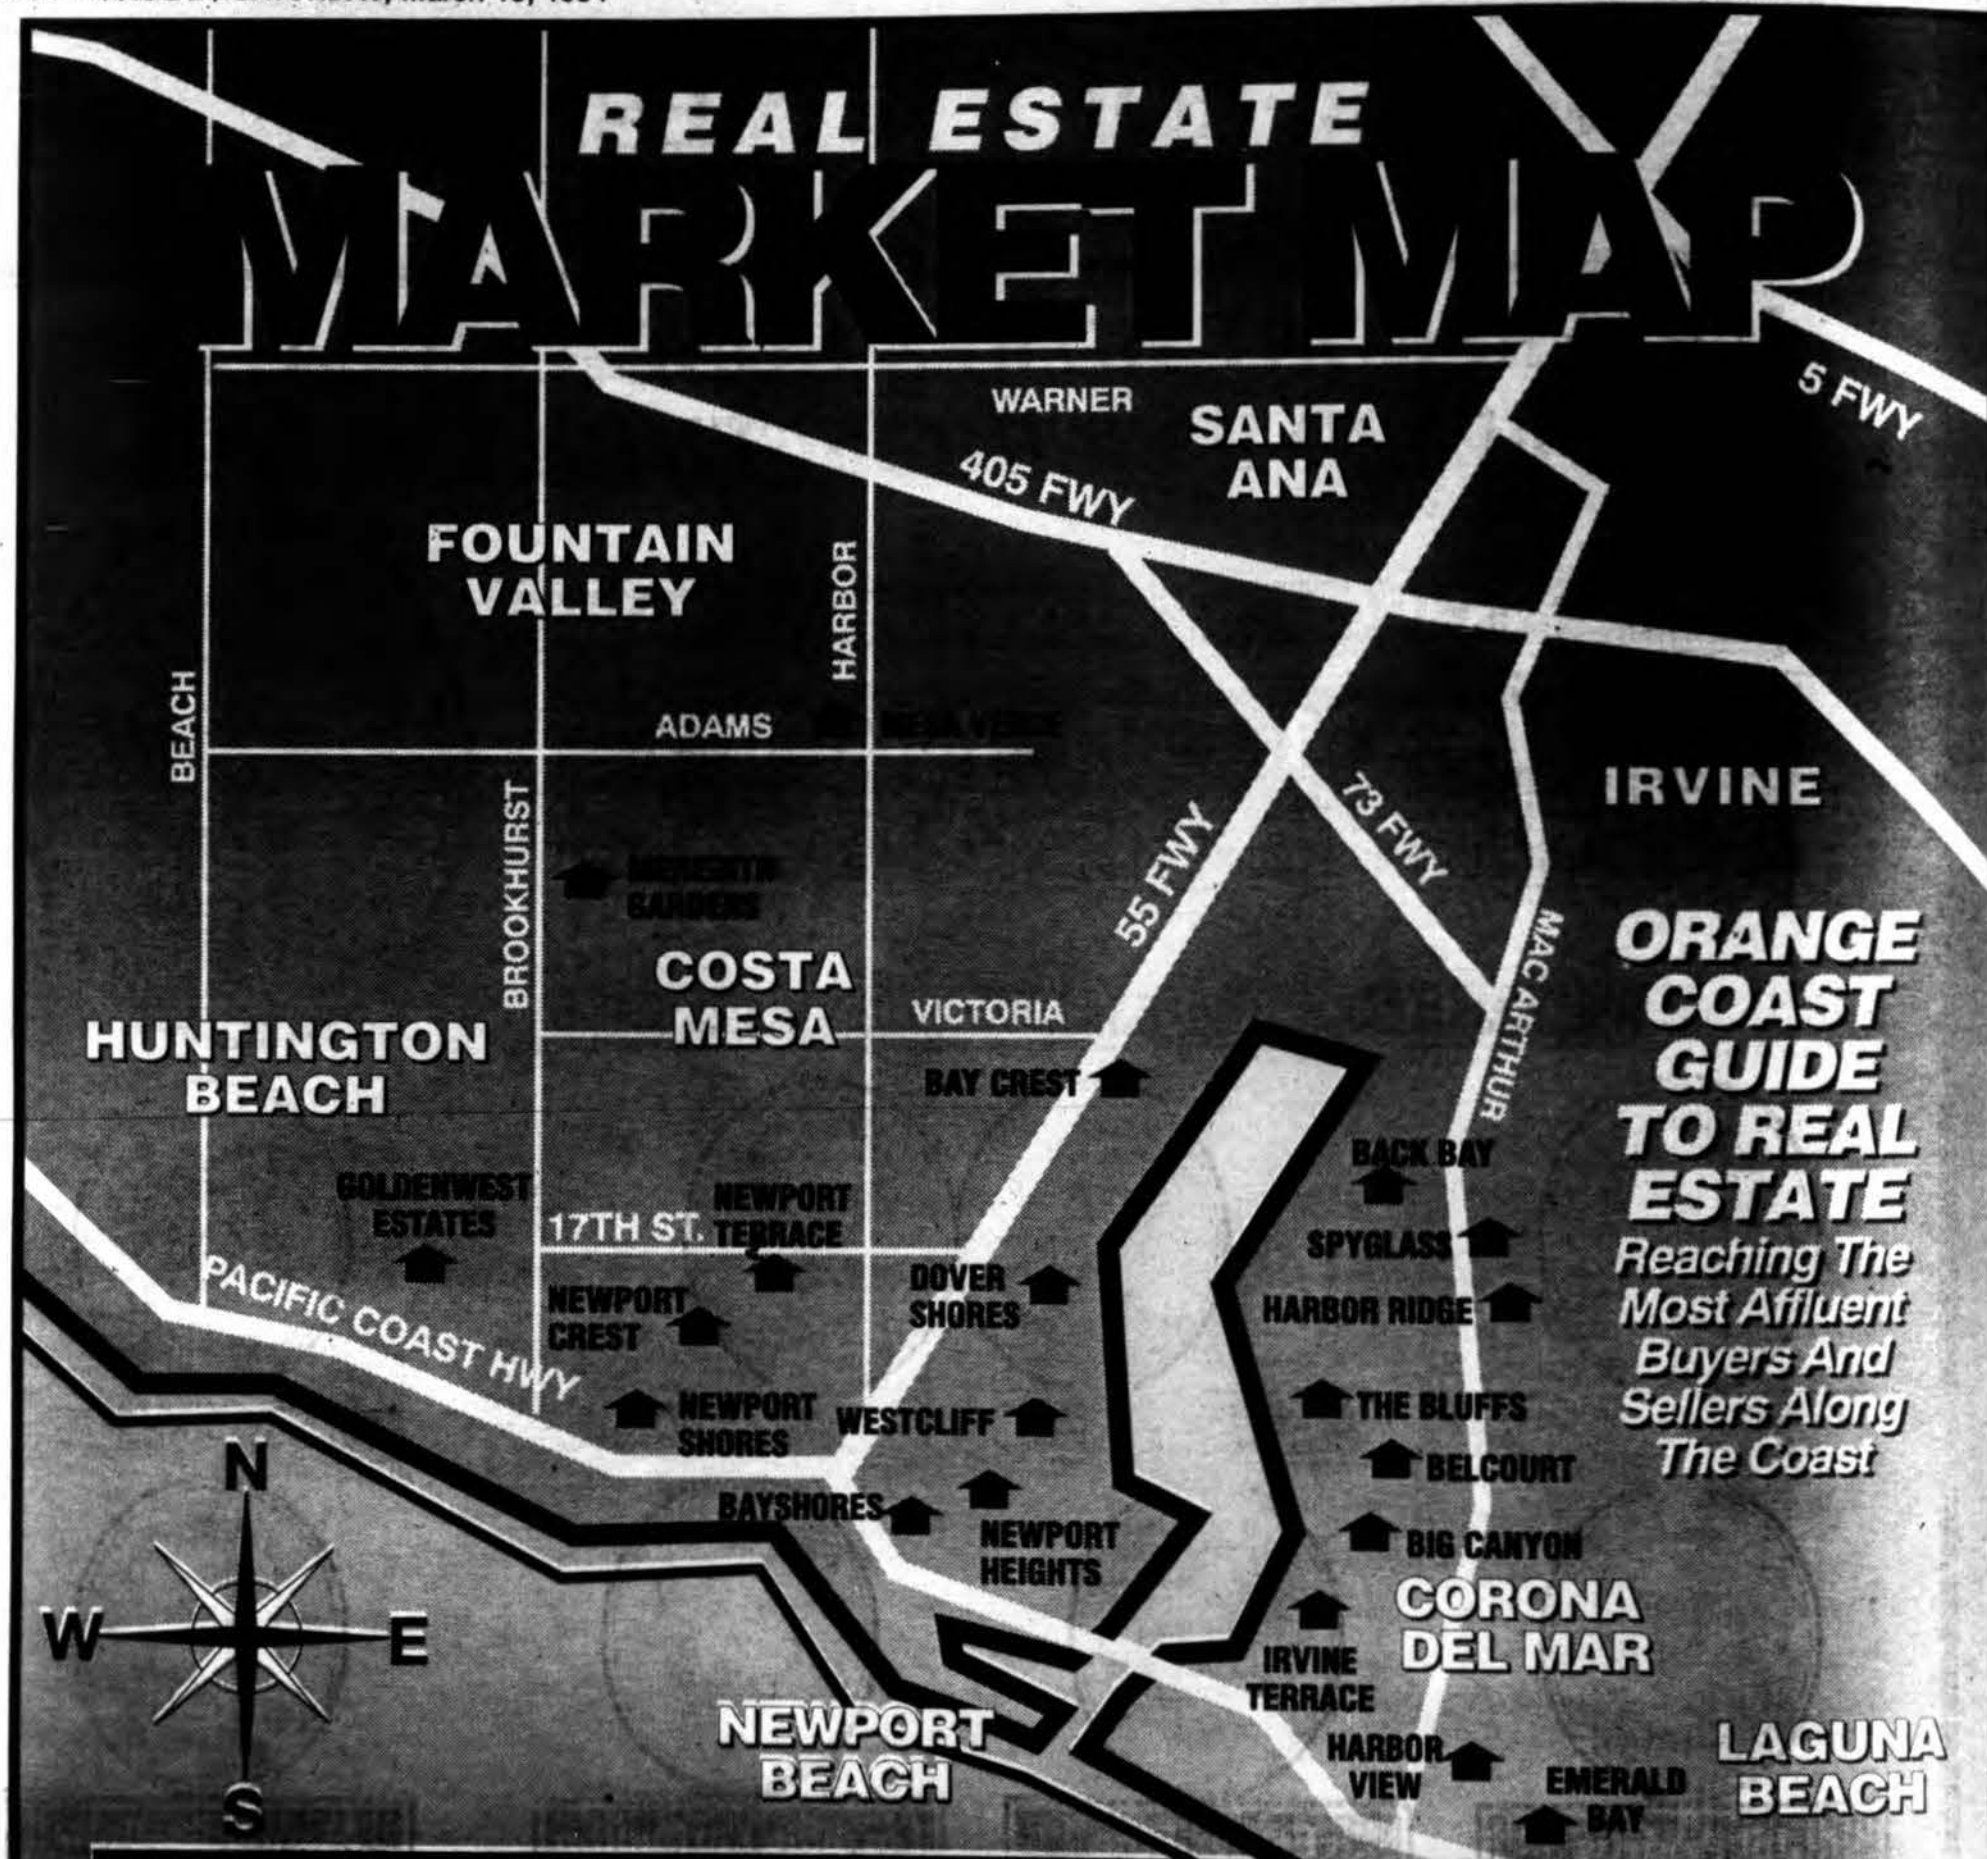 REAL ESTATE
MARKET MAP
5 FWY
WARNER
SANTA
ANA
405 FWY
FOUNTAIN
VALLEY
HARBOR
BEACH
ADAMS
MESA VERDE
IRVINE
73 FWY
55 FWY
BROOKHURST
MEREDITH
GARDENS
MAC ARTHUR
COSTA
MESA
VICTORIA
HUNTINGTON
BEACH
BAY CREST
ORANGE
COAST
GUIDE
TO REAL
ESTATE
Reaching The
Most Affluent
Buyers And
Sellers Along
The Coast
BACK BAY
GOLDENWEST
ESTATES
NEWPORT
TERRACE
17TH ST.
SPYGLASS
PACIFIC COAST HWY
NEWPORT
CREST
DOVER
SHORES
HARBOR RIDGE
NEWPORT
SHORES
WESTCLIFF
THE BLUFFS
BELCOURT
BAYSHORES
NEWPORT
HEIGHTS
BIG CANYON
CORONA
DEL MAR
IRVINE
TERRACE
N
W
E
S
NEWPORT
BEACH
HARBOR
VIEW
EMERALD
BAY
LAGUNA
BEACH